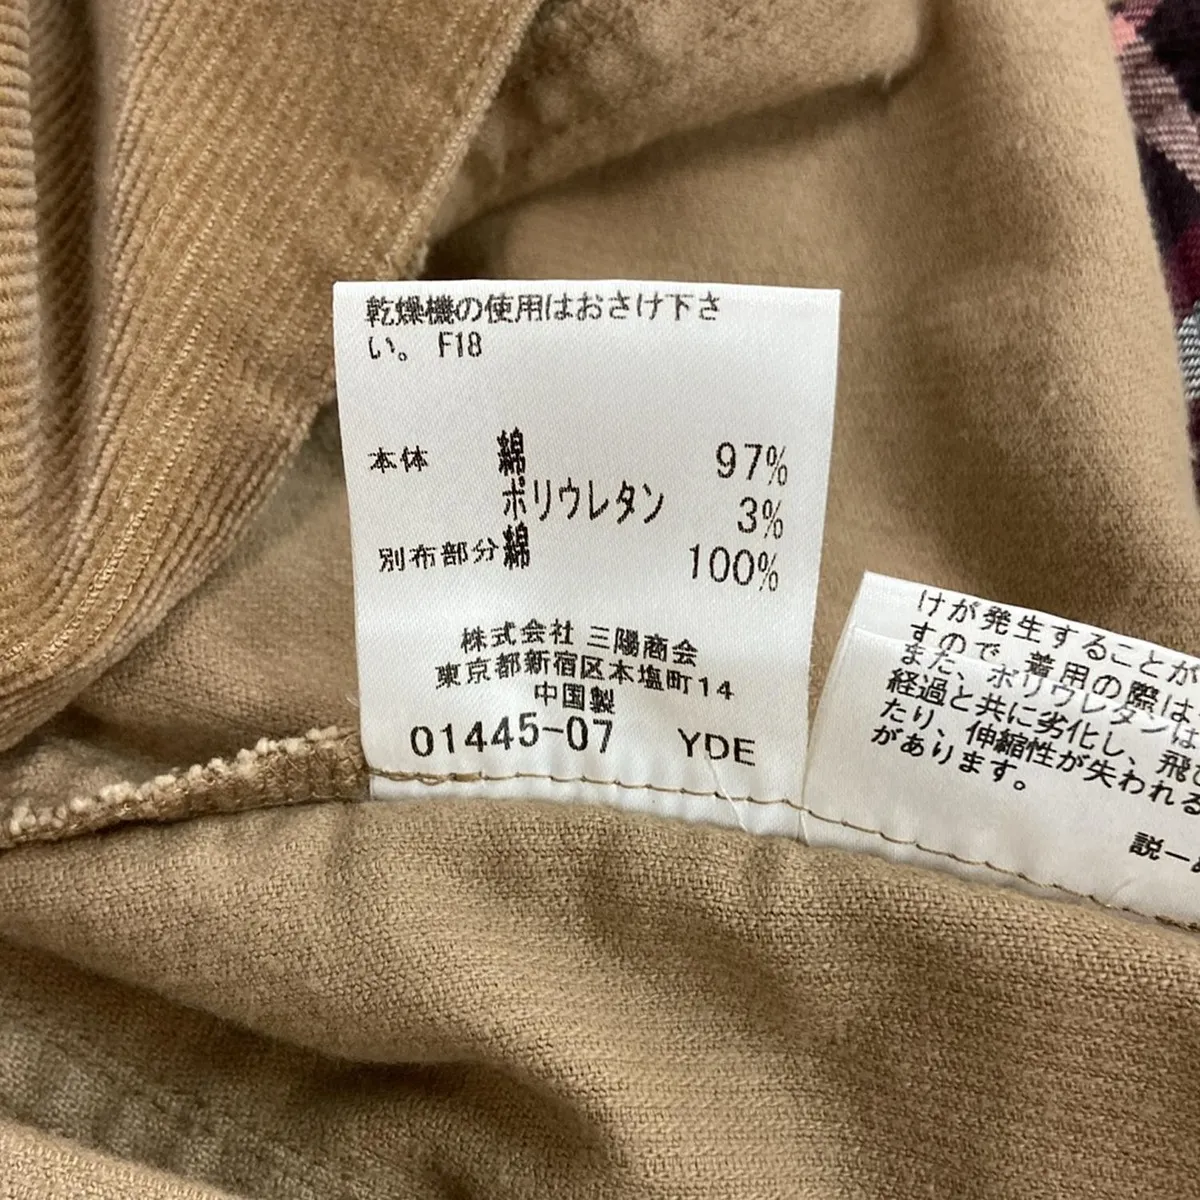 乾燥機の使用はおさけ下さ
い。 F18
本体 綿 97%
ポリウレタン 3%
別布部分 綿 100%
株式会社 三陽商会
東京都新宿区本塩町14
中国製
01445-07 YDE
けが発生することが
すので、着用の際は
また、ポリウレタンは
経過と共に劣化し、飛
たり、伸縮性が失われる
があります。
説一